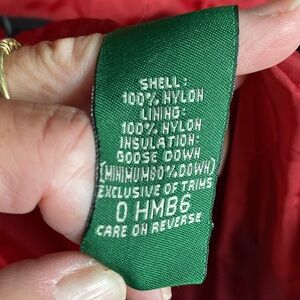 SHELL:
100% NYLON
LINING:
100% NYLON
INSULATION:
GOOSE DOWN
(MINIMUM 80% DOWN)
EXCLUSIVE OF TRIMS
0 HMB6
CARE ON REVERSE